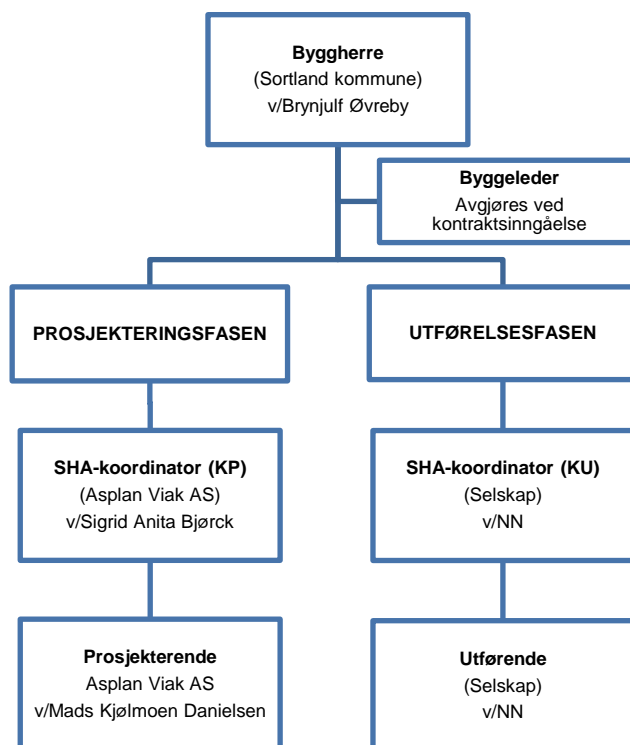 Byggherre
(Sortland kommune)
v/Brynjulf Øvreby
Byggeleder
Avgjøres ved
kontraktsinngåelse
PROSJEKTERINGSFASEN
UTFØRELSESFASEN
SHA-koordinator (KP)
(Asplan Viak AS)
v/Sigrid Anita Bjørck
SHA-koordinator (KU)
(Selskap)
v/NN
Prosjekterende
Asplan Viak AS
v/Mads Kjølmoen Danielsen
Utførende
(Selskap)
v/NN